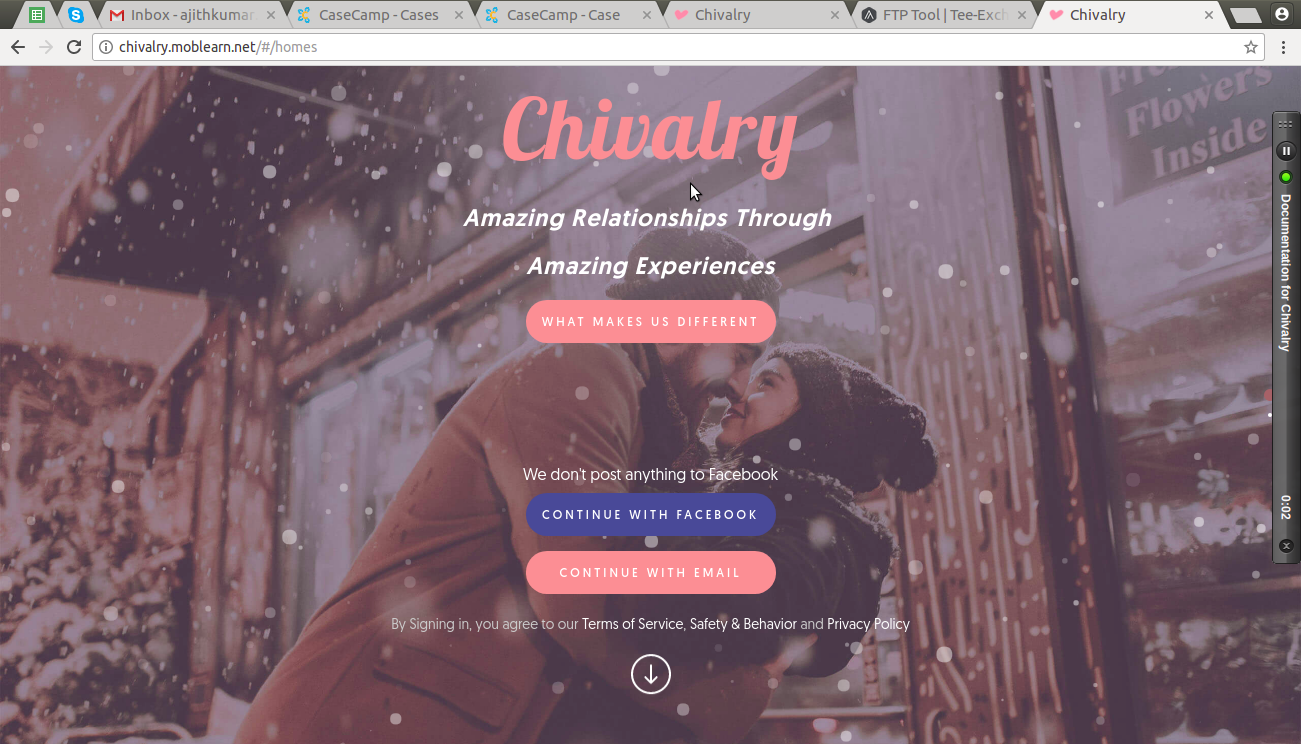 Inbox - ajithkumar
CaseCamp - Cases
CaseCamp - Case
Chivalry
FTP Tool | Tee-Exch
Chivalry
chivalry.moblearn.net/#/homes
Flowers
Inside
Chivalry
Amazing Relationships Through
Amazing Experiences
WHAT MAKES US DIFFERENT
We don't post anything to Facebook
CONTINUE WITH FACEBOOK
CONTINUE WITH EMAIL
By Signing in, you agree to our Terms of Service, Safety & Behavior and Privacy Policy
Documentation for Chivalry
0:02